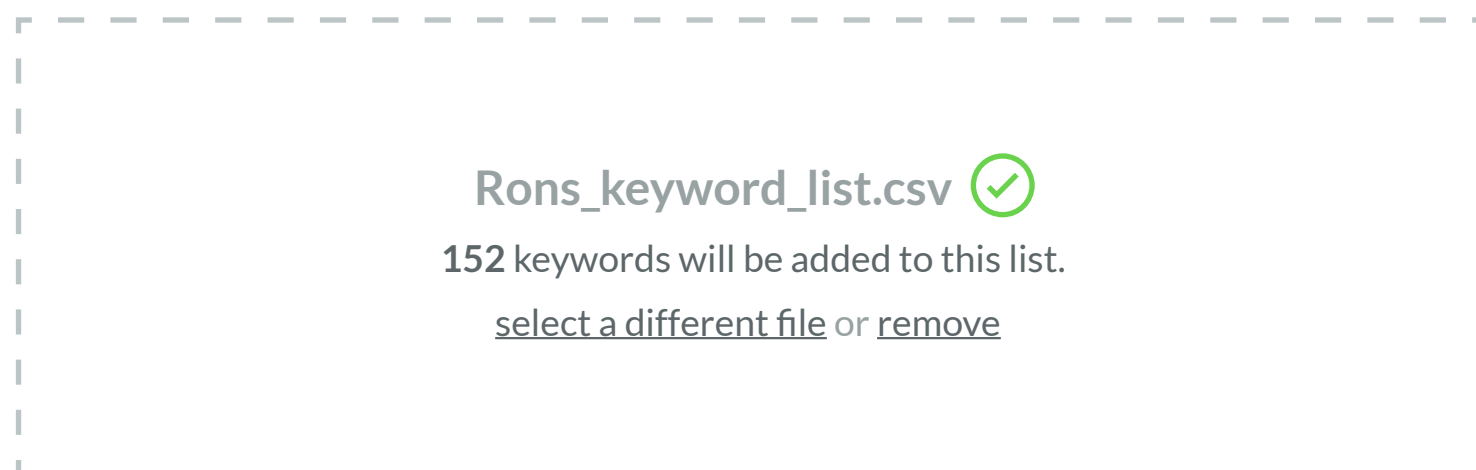 Rons_keyword_list.csv
152 keywords will be added to this list.
select a different file or remove